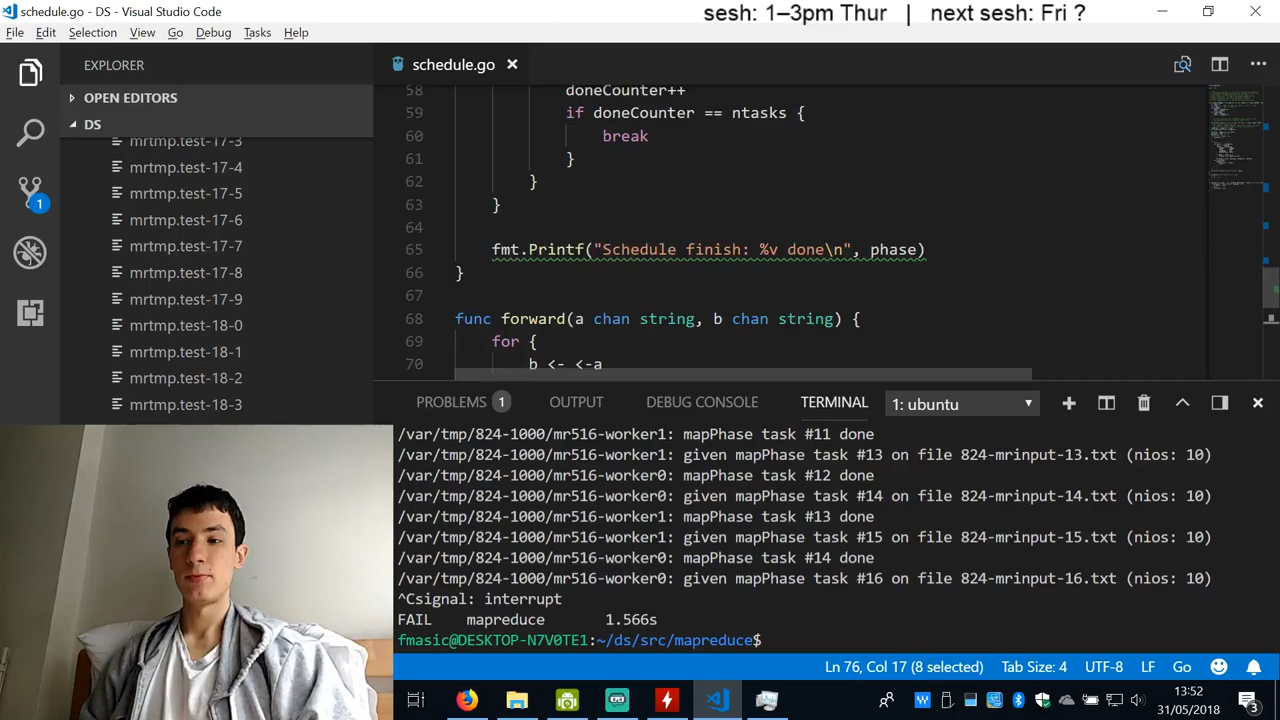 schedule.go - DS - Visual Studio Code
sesh: 1–3pm Thur | next sesh: Fri ?
File Edit Selection View Go Debug Tasks Help
EXPLORER
OPEN EDITORS
DS
mrtmp.test-17-3
mrtmp.test-17-4
mrtmp.test-17-5
mrtmp.test-17-6
mrtmp.test-17-7
mrtmp.test-17-8
mrtmp.test-17-9
mrtmp.test-18-0
mrtmp.test-18-1
mrtmp.test-18-2
mrtmp.test-18-3
1
schedule.go
58 doneCounter++
59 if doneCounter == ntasks {
60 break
61 }
62 }
63 }
64
65 fmt.Printf("Schedule finish: %v done\n", phase)
66 }
67
68 func forward(a chan string, b chan string) {
69 for {
70 b <- <-a
PROBLEMS 1 OUTPUT DEBUG CONSOLE TERMINAL 1: ubuntu
/var/tmp/824-1000/mr516-worker1: mapPhase task #11 done
/var/tmp/824-1000/mr516-worker1: given mapPhase task #13 on file 824-mrinput-13.txt (nios: 10)
/var/tmp/824-1000/mr516-worker0: mapPhase task #12 done
/var/tmp/824-1000/mr516-worker0: given mapPhase task #14 on file 824-mrinput-14.txt (nios: 10)
/var/tmp/824-1000/mr516-worker1: mapPhase task #13 done
/var/tmp/824-1000/mr516-worker1: given mapPhase task #15 on file 824-mrinput-15.txt (nios: 10)
/var/tmp/824-1000/mr516-worker0: mapPhase task #14 done
/var/tmp/824-1000/mr516-worker0: given mapPhase task #16 on file 824-mrinput-16.txt (nios: 10)
^Csignal: interrupt
FAIL mapreduce 1.566s
fmasic@DESKTOP-N7V0TE1:~/ds/src/mapreduce$
Ln 76, Col 17 (8 selected) Tab Size: 4 UTF-8 LF Go
13:52
31/05/2018
3